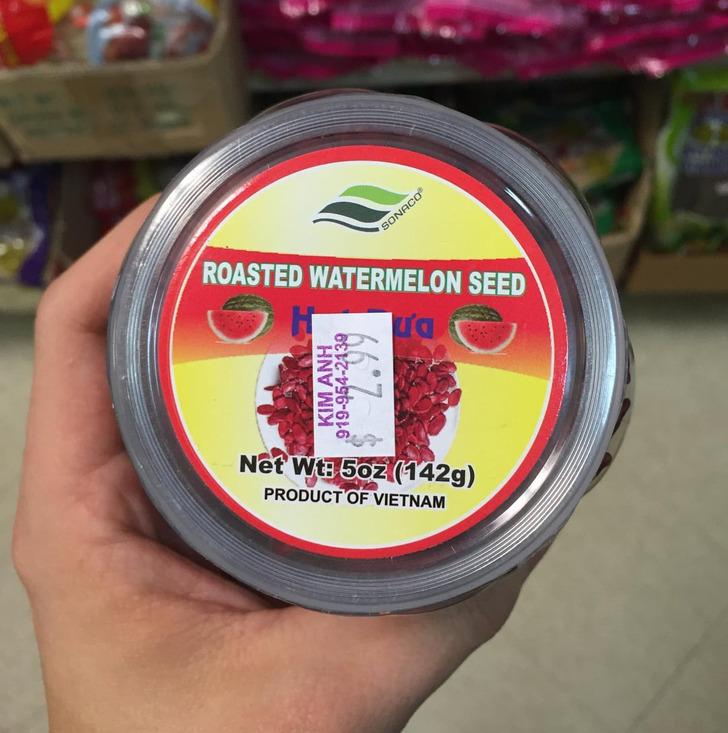 SONACO®
ROASTED WATERMELON SEED
KIM ANH
919-954-2139
$ 2.99
Net Wt: 5oz (142g)
PRODUCT OF VIETNAM